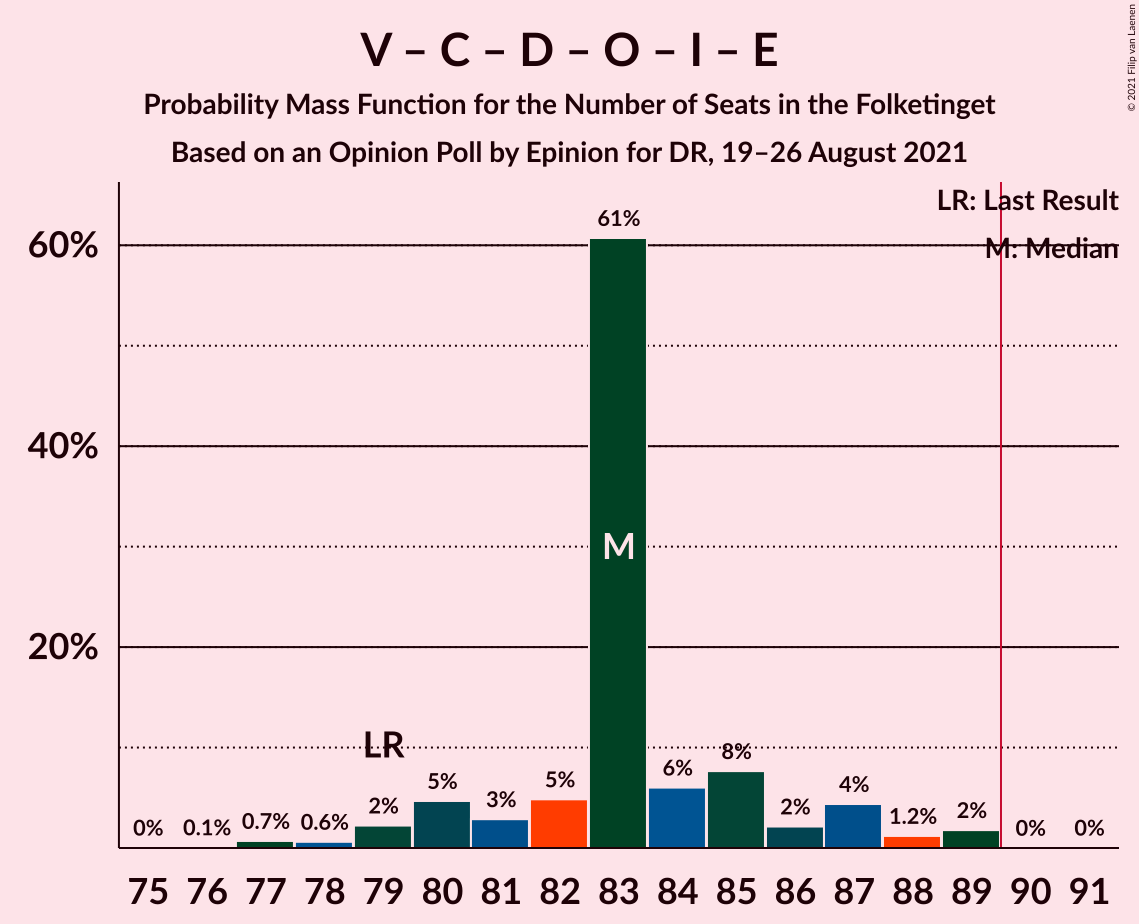 V – C – D – O – I – E
Probability Mass Function for the Number of Seats in the Folketinget
Based on an Opinion Poll by Epinion for DR, 19–26 August 2021
© 2021 Filip van Laenen
LR: Last Result
M: Median
60%
40%
20%
61%
M
LR
0%
0.1%
0.7%
0.6%
2%
5%
3%
5%
6%
8%
2%
4%
1.2%
2%
0%
0%
75 76 77 78 79 80 81 82 83 84 85 86 87 88 89 90 91